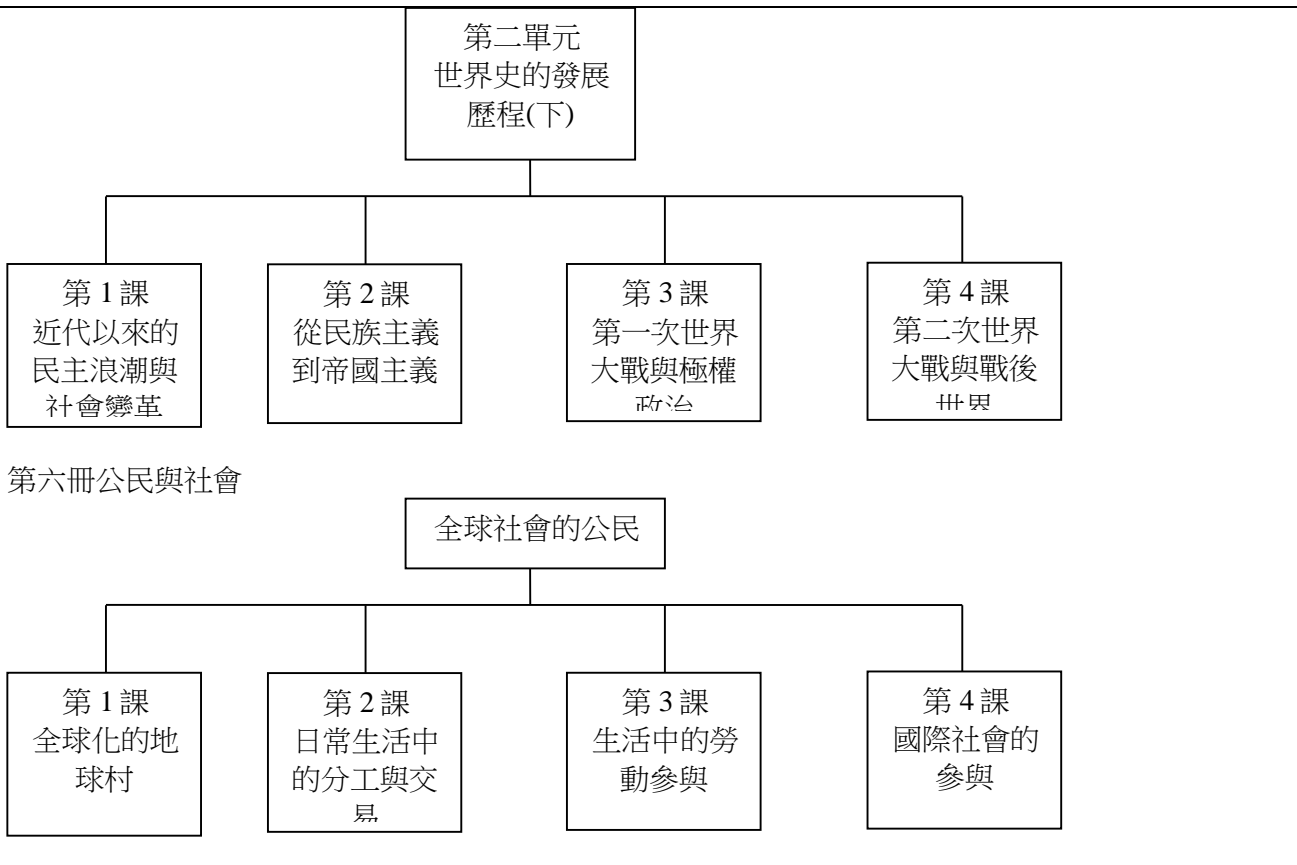 第二單元
世界史的發展
歷程(下)
第 1 課
近代以來的
民主浪潮與
社會變革
第 2 課
從民族主義
到帝國主義
第 3 課
第一次世界
大戰與極權
政治
第 4 課
第二次世界
大戰與戰後
世界
第六冊公民與社會
全球社會的公民
第 1 課
全球化的地
球村
第 2 課
日常生活中
的分工與交
易
第 3 課
生活中的勞
動參與
第 4 課
國際社會的
參與